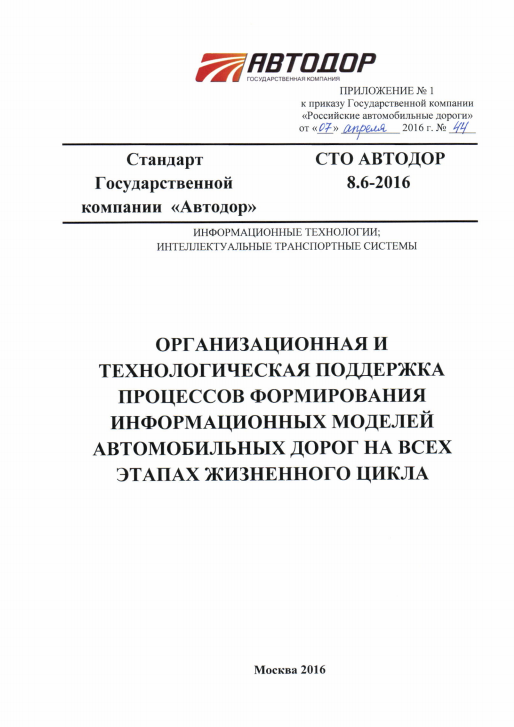 АВТОДОР
ГОСУДАРСТВЕННАЯ КОМПАНИЯ
ПРИЛОЖЕНИЕ № 1
к приказу Государственной компании
«Российские автомобильные дороги»
от «07» апреля 2016 г. № 44
Стандарт
Государственной
компании «Автодор»
СТО АВТОДОР
8.6-2016
ИНФОРМАЦИОННЫЕ ТЕХНОЛОГИИ;
ИНТЕЛЛЕКТУАЛЬНЫЕ ТРАНСПОРТНЫЕ СИСТЕМЫ
ОРГАНИЗАЦИОННАЯ И
ТЕХНОЛОГИЧЕСКАЯ ПОДДЕРЖКА
ПРОЦЕССОВ ФОРМИРОВАНИЯ
ИНФОРМАЦИОННЫХ МОДЕЛЕЙ
АВТОМОБИЛЬНЫХ ДОРОГ НА ВСЕХ
ЭТАПАХ ЖИЗНЕННОГО ЦИКЛА
Москва 2016